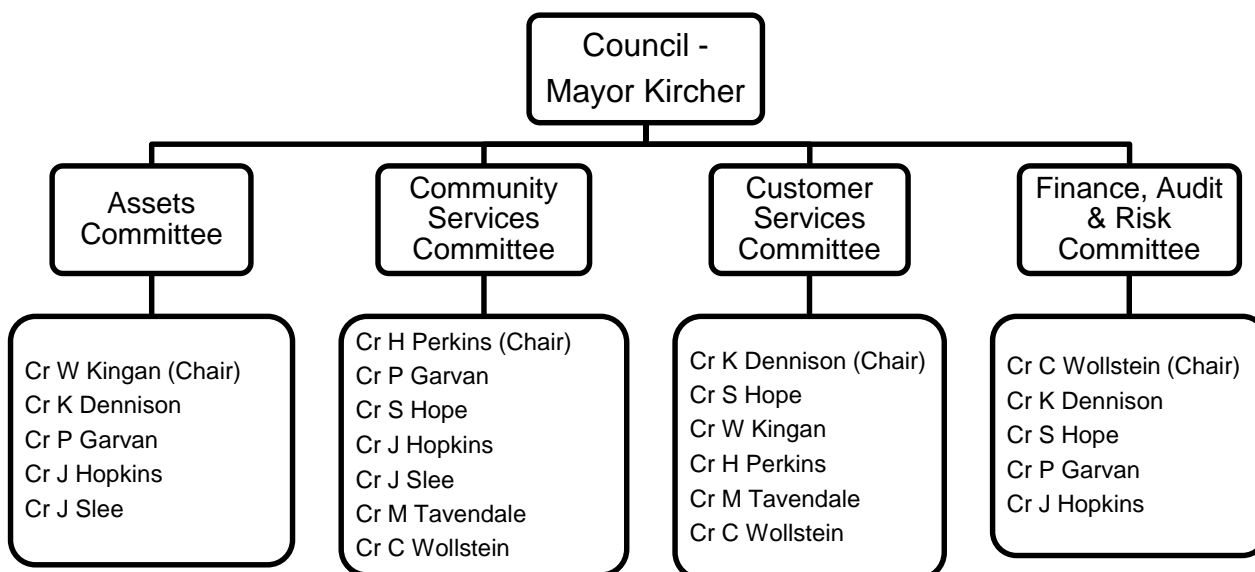 Council -
Mayor Kircher
Assets
Committee
Community
Services
Committee
Customer
Services
Committee
Finance, Audit
& Risk
Committee
Cr W Kingan (Chair)
Cr K Dennison
Cr P Garvan
Cr J Hopkins
Cr J Slee
Cr H Perkins (Chair)
Cr P Garvan
Cr S Hope
Cr J Hopkins
Cr J Slee
Cr M Tavendale
Cr C Wollstein
Cr K Dennison (Chair)
Cr S Hope
Cr W Kingan
Cr H Perkins
Cr M Tavendale
Cr C Wollstein
Cr C Wollstein (Chair)
Cr K Dennison
Cr S Hope
Cr P Garvan
Cr J Hopkins